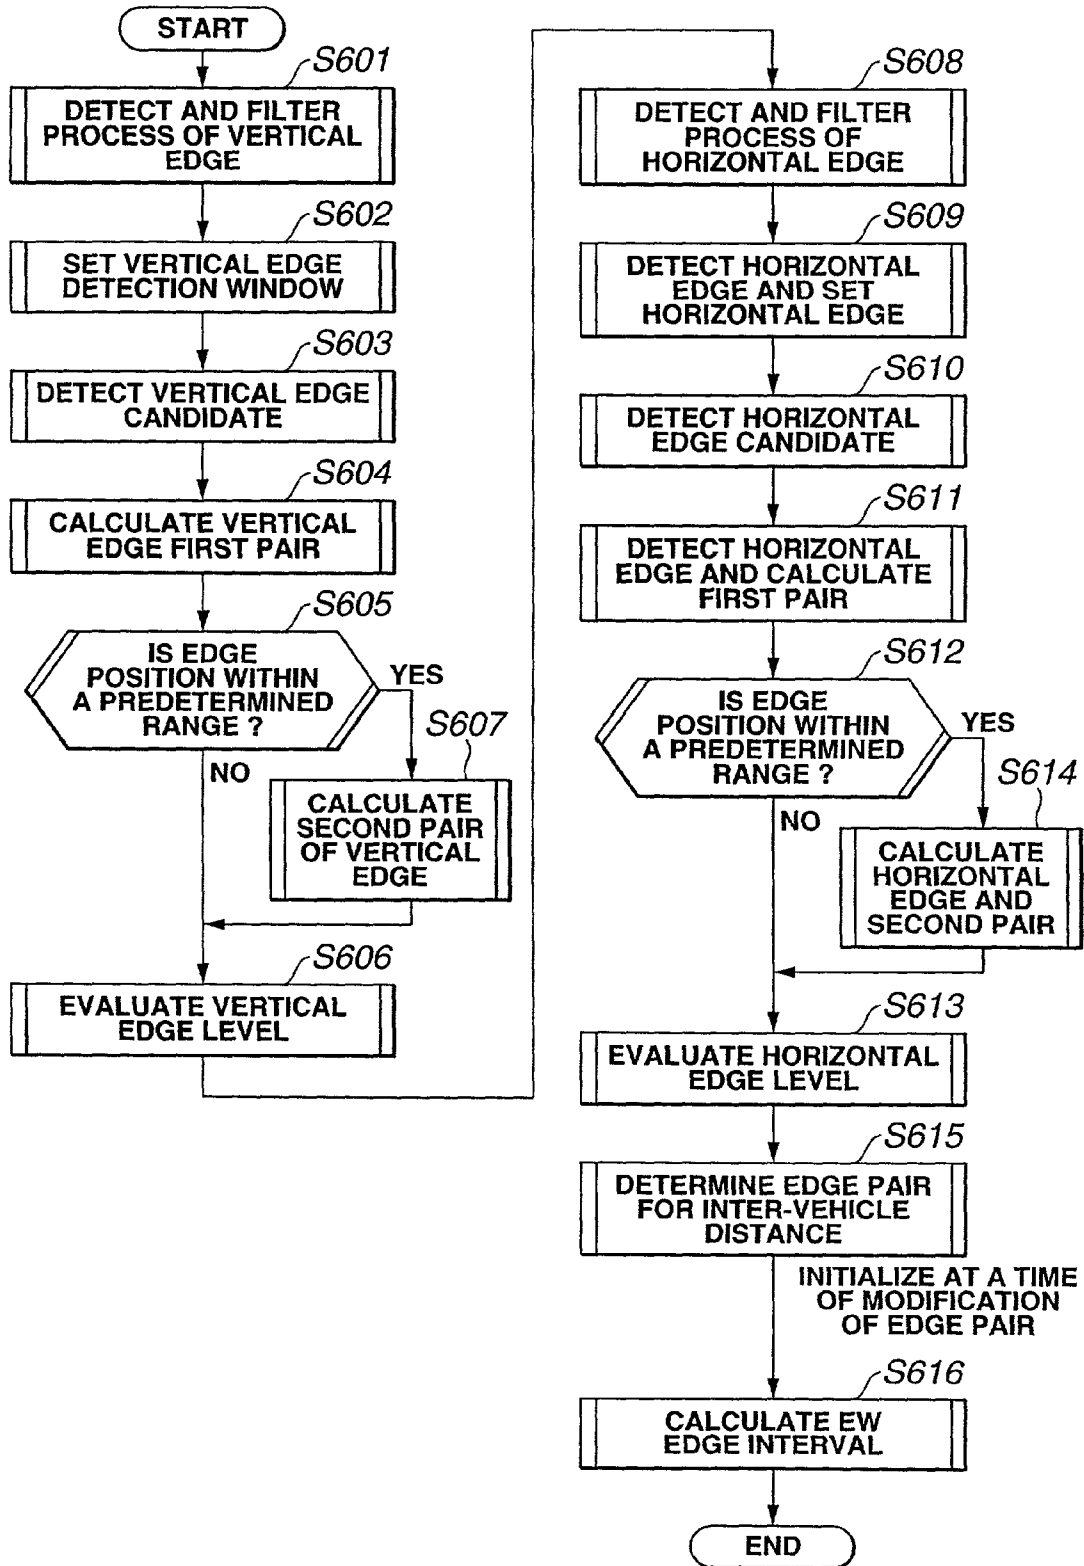 START
S601
DETECT AND FILTER
PROCESS OF VERTICAL
EDGE
S602
SET VERTICAL EDGE
DETECTION WINDOW
S603
DETECT VERTICAL EDGE
CANDIDATE
S604
CALCULATE VERTICAL
EDGE FIRST PAIR
S605
IS EDGE
POSITION WITHIN
A PREDETERMINED
RANGE ?
YES
NO
S607
CALCULATE
SECOND PAIR
OF VERTICAL
EDGE
S606
EVALUATE VERTICAL
EDGE LEVEL
S608
DETECT AND FILTER
PROCESS OF
HORIZONTAL EDGE
S609
DETECT HORIZONTAL
EDGE AND SET
HORIZONTAL EDGE
S610
DETECT HORIZONTAL
EDGE CANDIDATE
S611
DETECT HORIZONTAL
EDGE AND CALCULATE
FIRST PAIR
S612
IS EDGE
POSITION WITHIN
A PREDETERMINED
RANGE ?
YES
NO
S614
CALCULATE
HORIZONTAL
EDGE AND
SECOND PAIR
S613
EVALUATE HORIZONTAL
EDGE LEVEL
S615
DETERMINE EDGE PAIR
FOR INTER-VEHICLE
DISTANCE
INITIALIZE AT A TIME
OF MODIFICATION
OF EDGE PAIR
S616
CALCULATE EW
EDGE INTERVAL
END